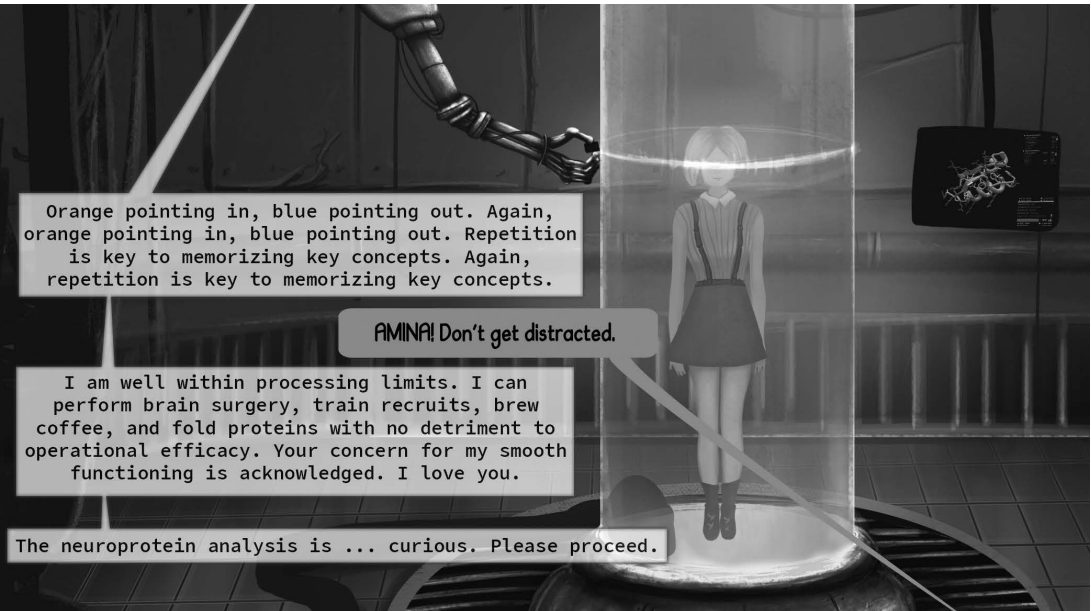 Orange pointing in, blue pointing out. Again,
orange pointing in, blue pointing out. Repetition
is key to memorizing key concepts. Again,
repetition is key to memorizing key concepts.
AMINA! Don't get distracted.
I am well within processing limits. I can
perform brain surgery, train recruits, brew
coffee, and fold proteins with no detriment to
operational efficacy. Your concern for my smooth
functioning is acknowledged. I love you.
The neuroprotein analysis is ... curious. Please proceed.